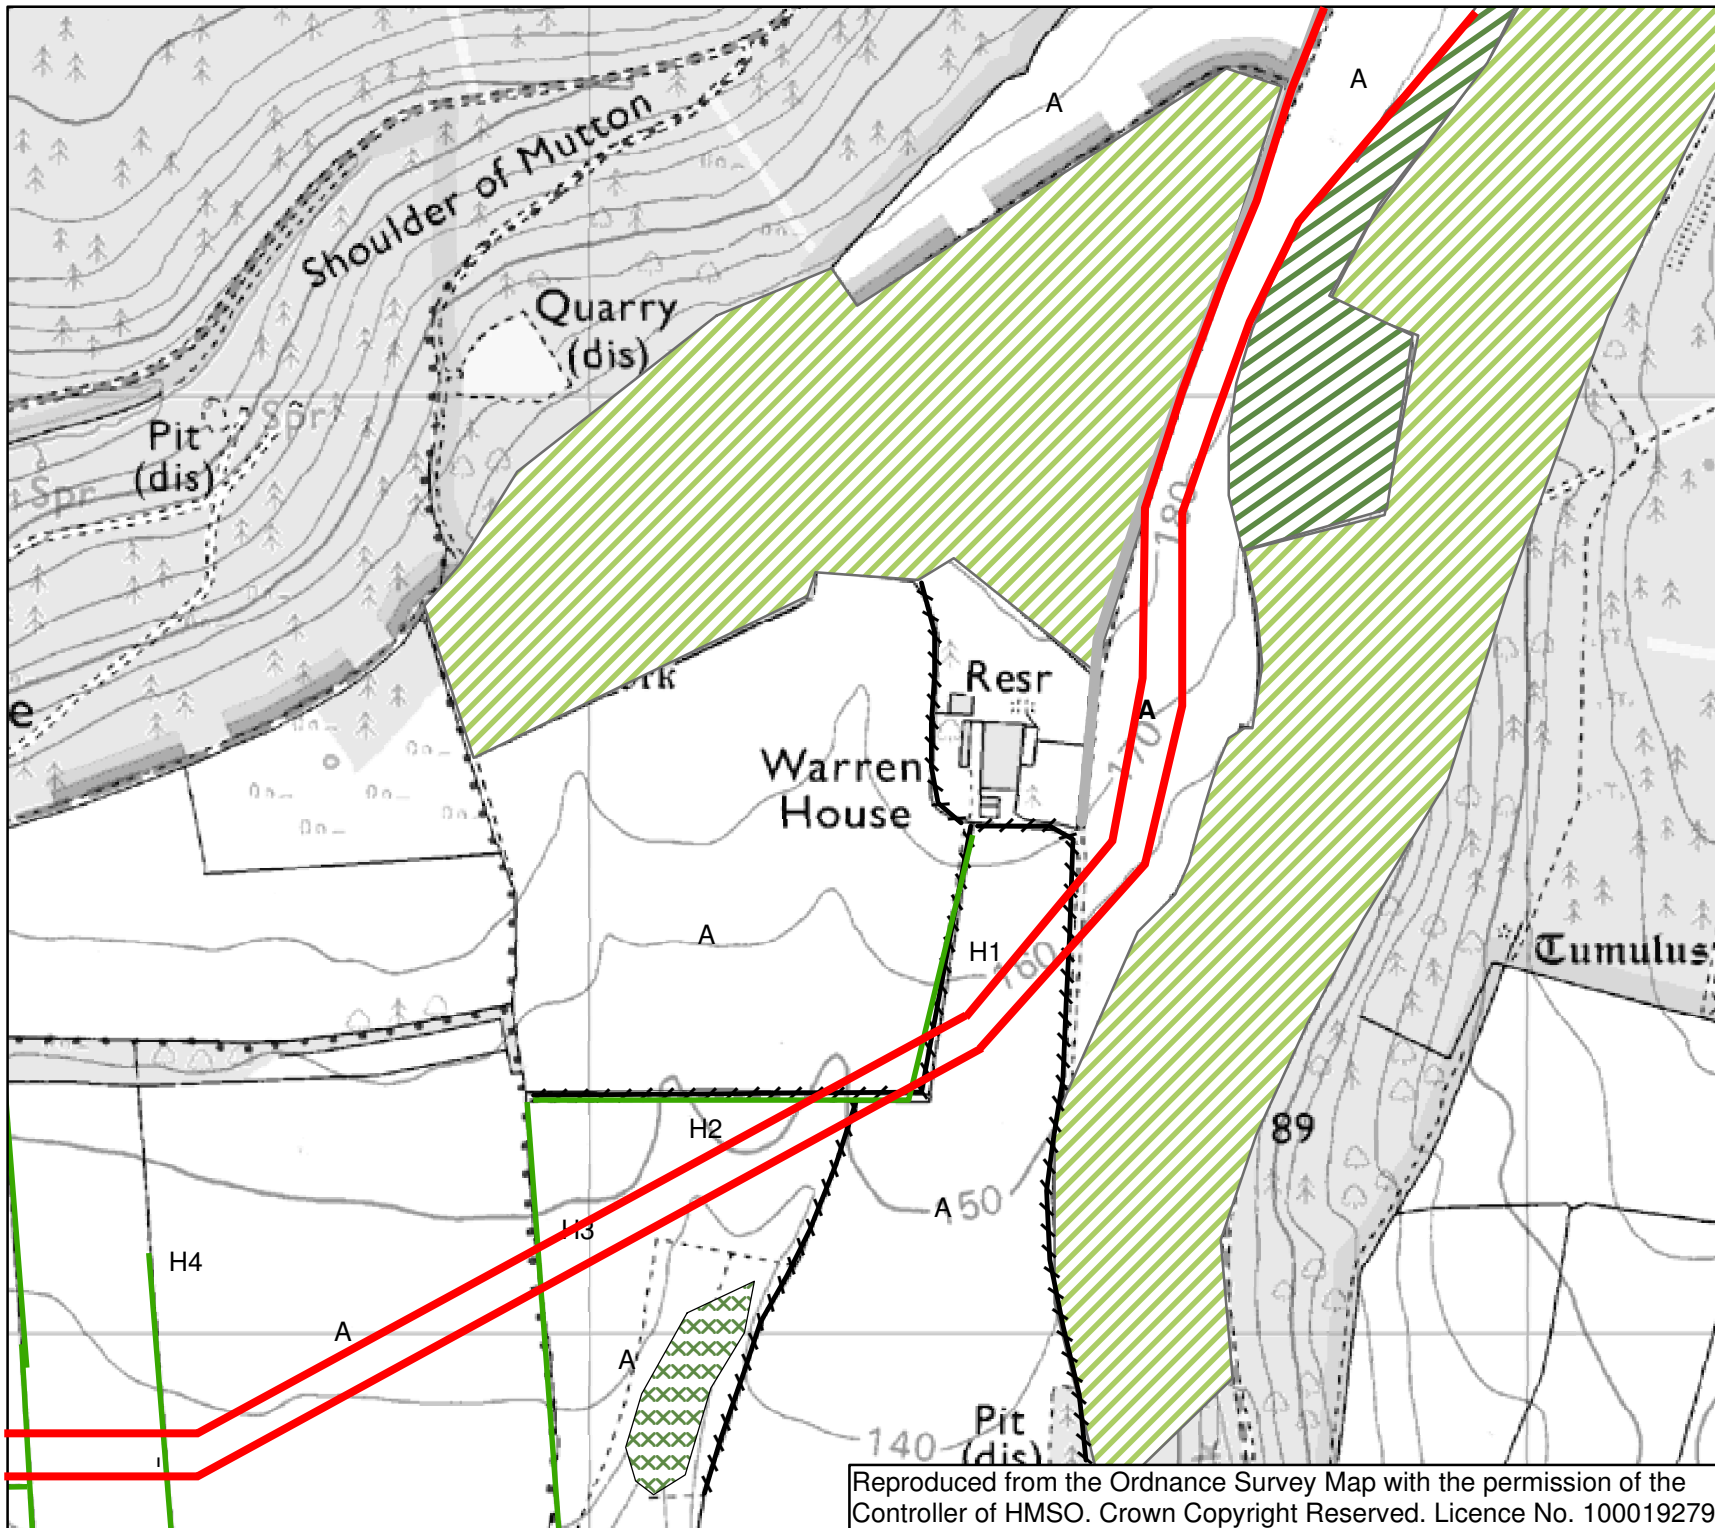 A
A
Shoulder of Mutton
Quarry
(dis)
Spr
Pit
(dis)
Spr
180
Resr
e
A
170
Warren
House
A
H1
160
Tumulus
H2
89
A
150
H3
H4
A
A
140
Pit
(dis)
Reproduced from the Ordnance Survey Map with the permission of the
Controller of HMSO. Crown Copyright Reserved. Licence No. 100019279